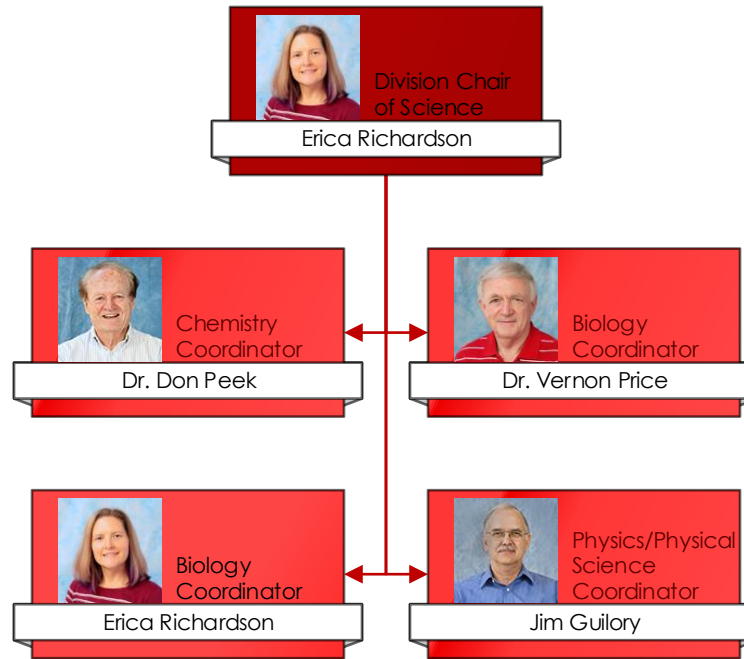 Division Chair
of Science
Erica Richardson
Chemistry
Coordinator
Dr. Don Peek
Biology
Coordinator
Dr. Vernon Price
Biology
Coordinator
Erica Richardson
Physics/Physical
Science
Coordinator
Jim Guilory